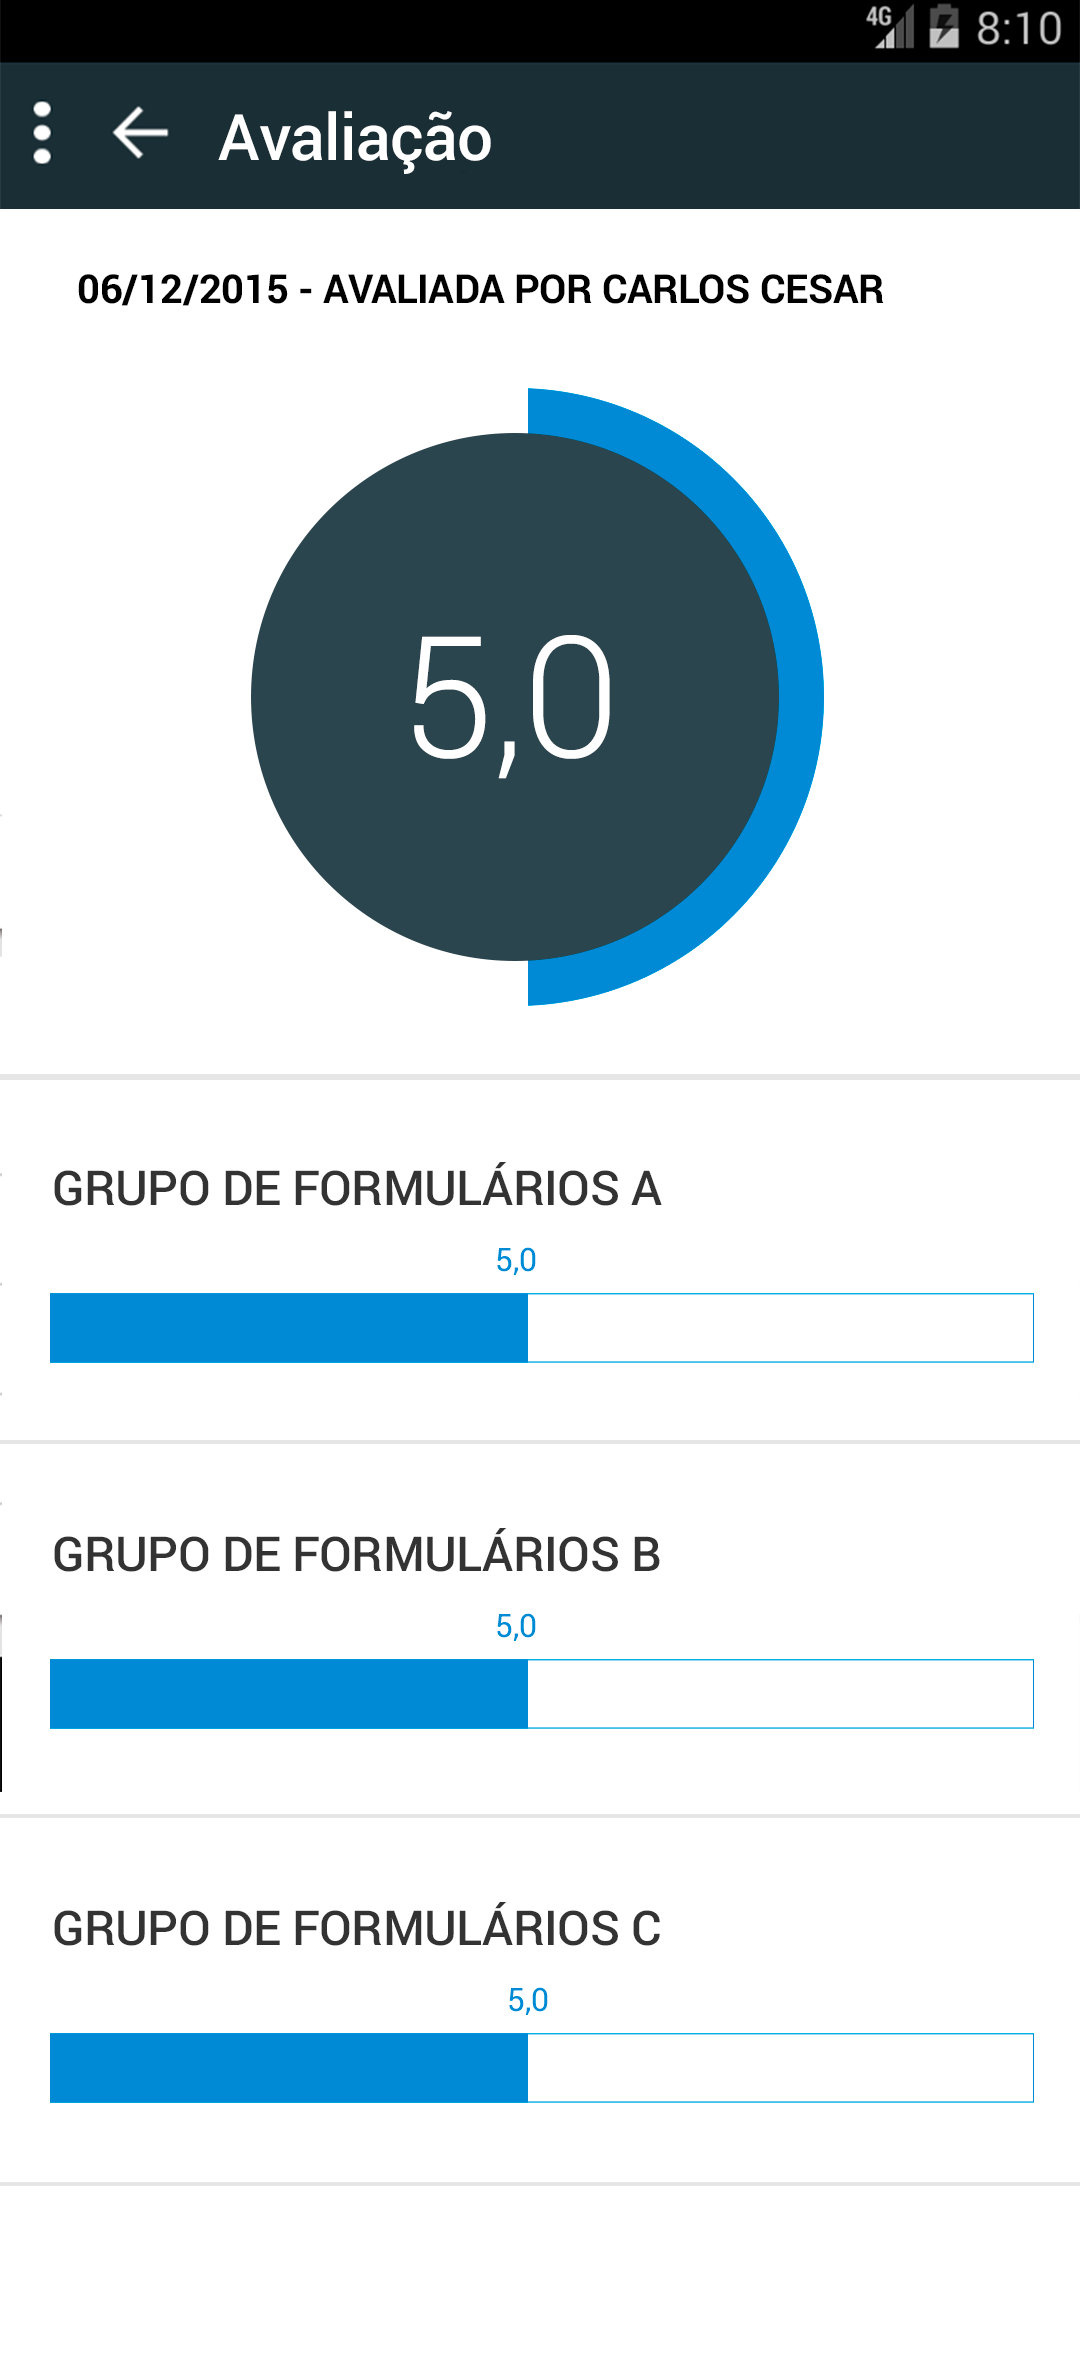 4G 8:10
Avaliação
06/12/2015 - AVALIADA POR CARLOS CESAR
5,0
GRUPO DE FORMULÁRIOS A
5,0
GRUPO DE FORMULÁRIOS B
5,0
GRUPO DE FORMULÁRIOS C
5,0